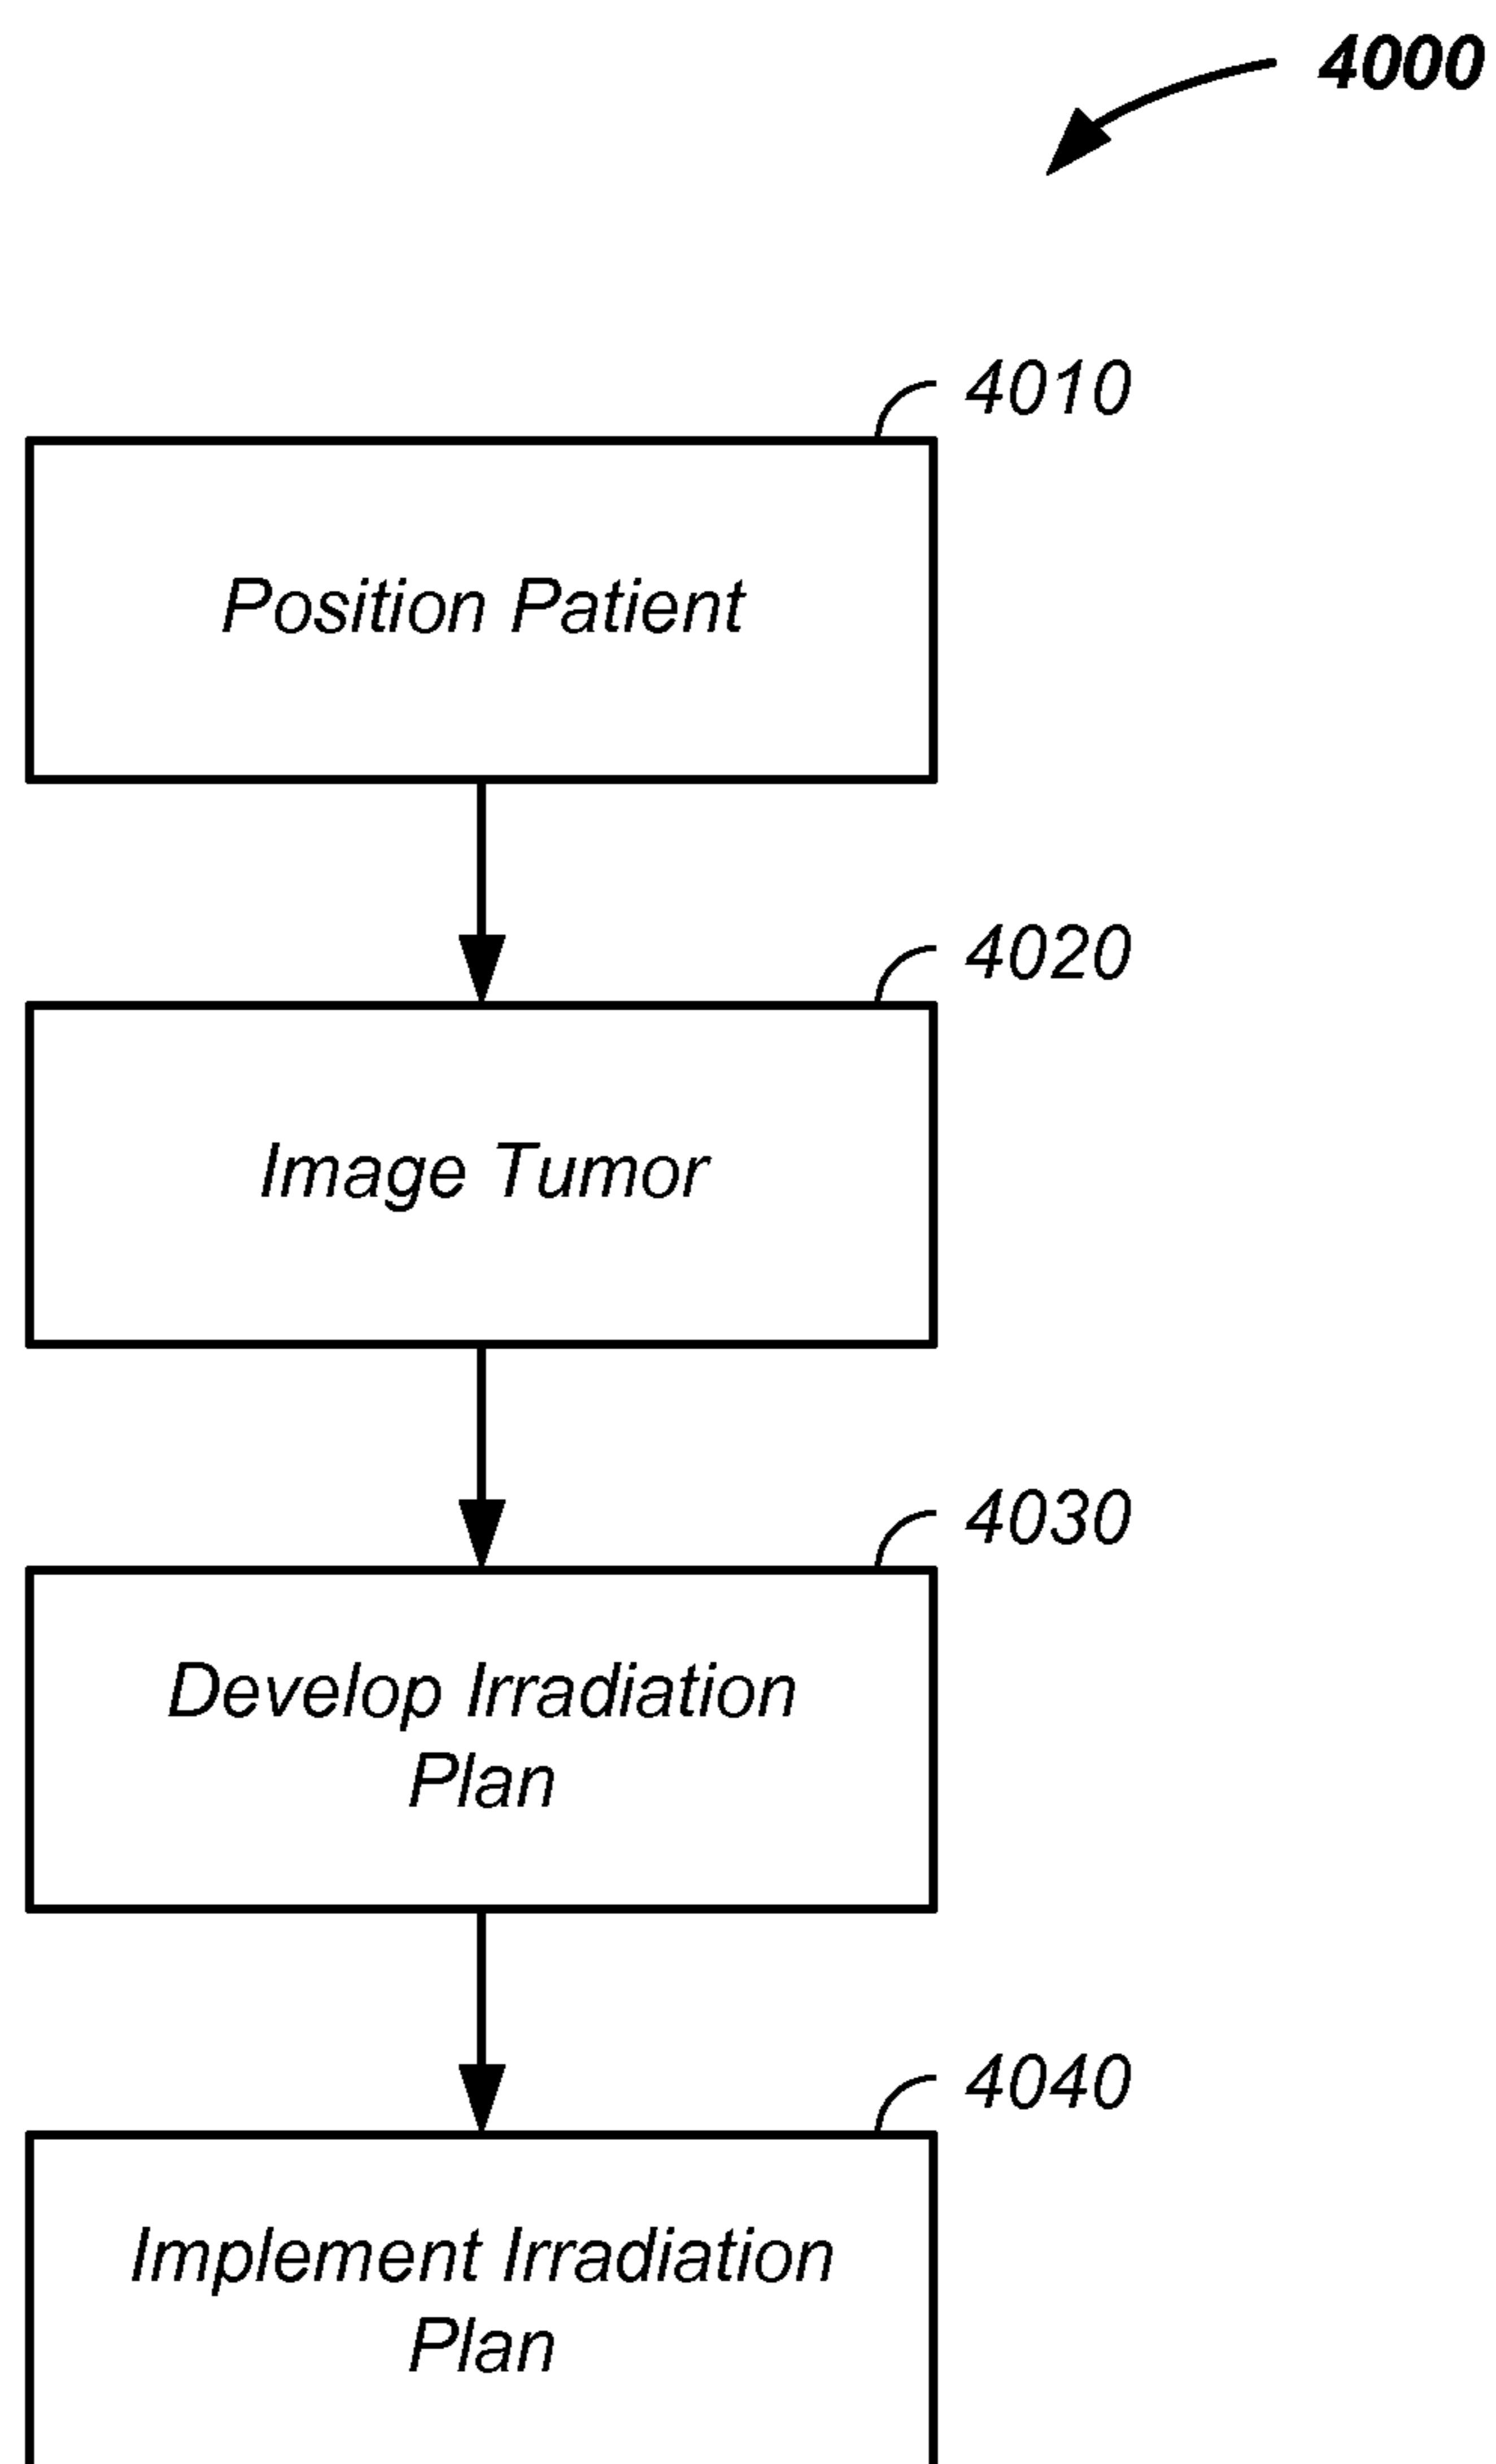 4000
4010
Position Patient
4020
Image Tumor
4030
Develop Irradiation
Plan
4040
Implement Irradiation
Plan